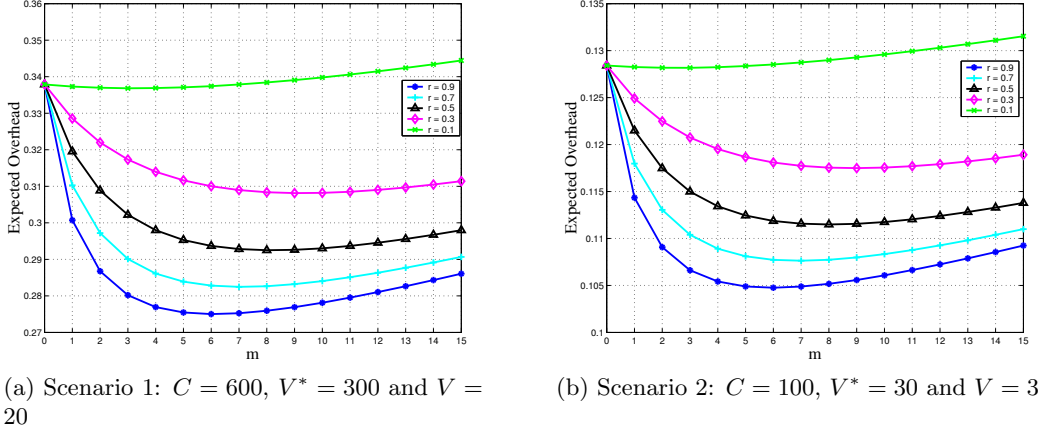 0.36
0.35
0.34
0.33
0.32
0.31
0.3
0.29
0.28
0.27
Expected Overhead
r = 0.9
r = 0.7
r = 0.5
r = 0.3
r = 0.1
0 1 2 3 4 5 6 7 8 9 10 11 12 13 14 15
m
(a) Scenario 1: C = 600, V* = 300 and V =
20
0.135
0.13
0.125
0.12
0.115
0.11
0.105
0.1
Expected Overhead
r = 0.9
r = 0.7
r = 0.5
r = 0.3
r = 0.1
0 1 2 3 4 5 6 7 8 9 10 11 12 13 14 15
m
(b) Scenario 2: C = 100, V* = 30 and V = 3